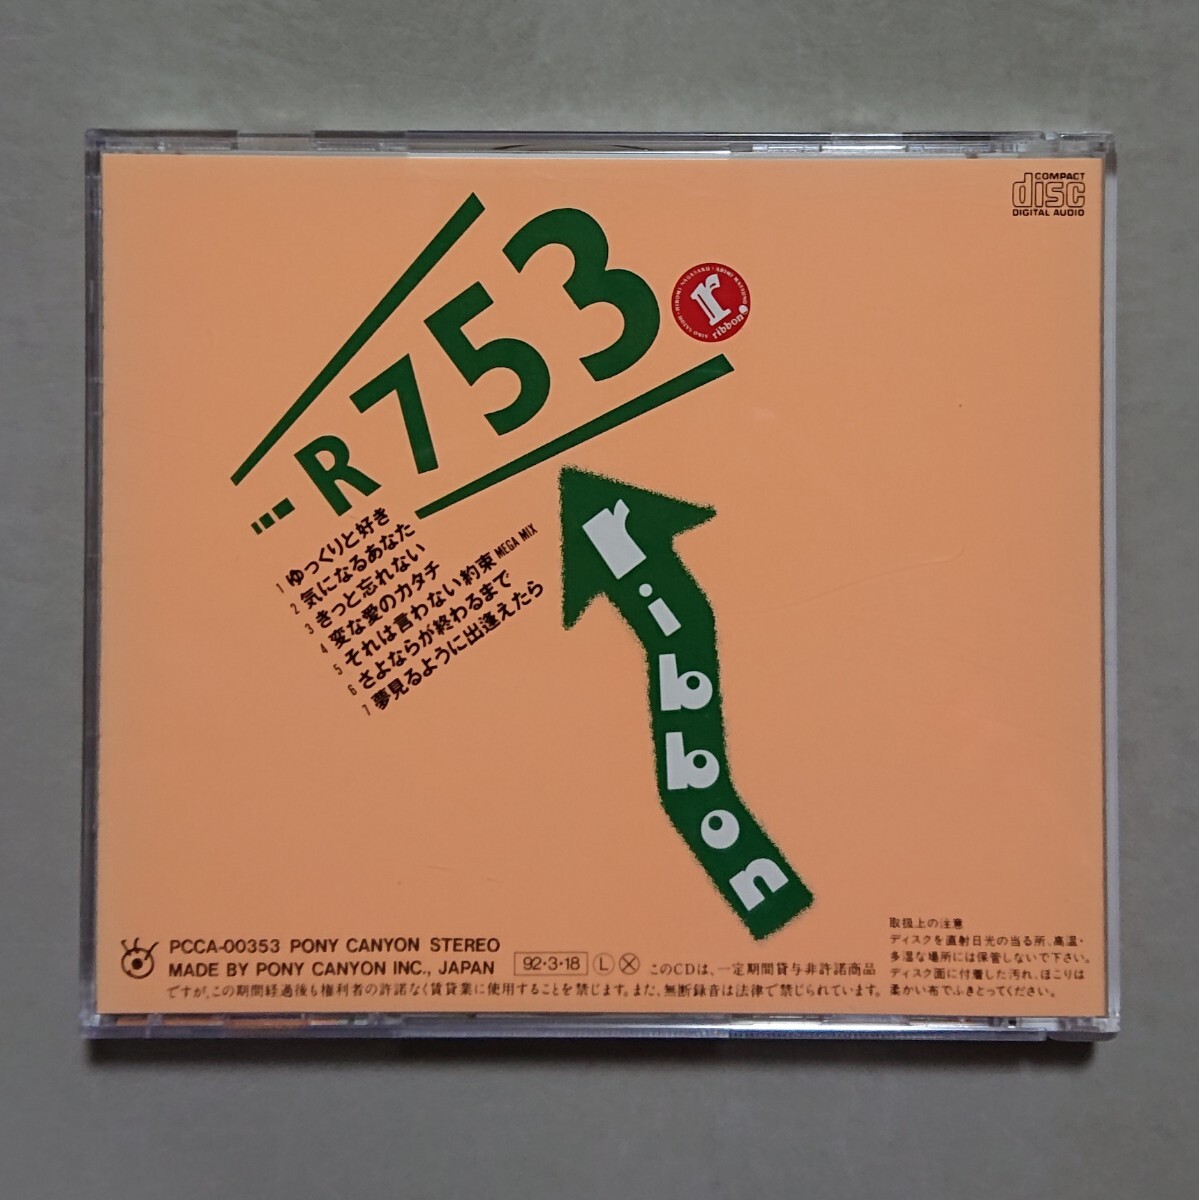 COMPACT
disc
DIGITAL AUDIO
R753
r
ribbon
AIKO SATOH・HIROMI NAGASAKU・ARIMI MATSUNO
1 ゆっくりと好き
2 気になるあなた
3 きっと忘れない
4 変な愛のカタチ
5 それは言わない約束 MEGA MIX
6 さよならが終わるまで
7 夢見るように出逢えたら
ribbon
PCCA-00353 PONY CANYON STEREO
MADE BY PONY CANYON INC., JAPAN 92・3・18 Ⓛ Ⓧ このCDは、一定期間貸与非許諾商品
ですが、この期間経過後も権利者の許諾なく賃貸業に使用することを禁じます。また、無断録音は法律で禁じられています。
取扱上の注意
ディスクを直射日光の当る所、高温・
多湿な場所には保管しないで下さい。
ディスク面に付着した汚れ、ほこりは
柔かい布でふきとってください。